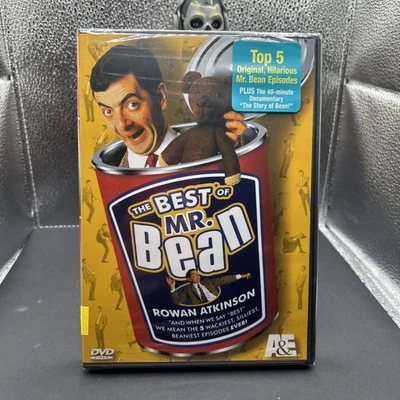 Top 5
Original, Hilarious
Mr. Bean Episodes
PLUS The 40-minute
Documentary
"The Story of Bean!"
THE BEST OF
MR.
Bean
ROWAN ATKINSON
"AND WHEN WE SAY "BEST"
WE MEAN THE 5 WACKIEST, SILLIEST,
BEANIEST EPISODES EVER!
DVD
VIDEO
A&E